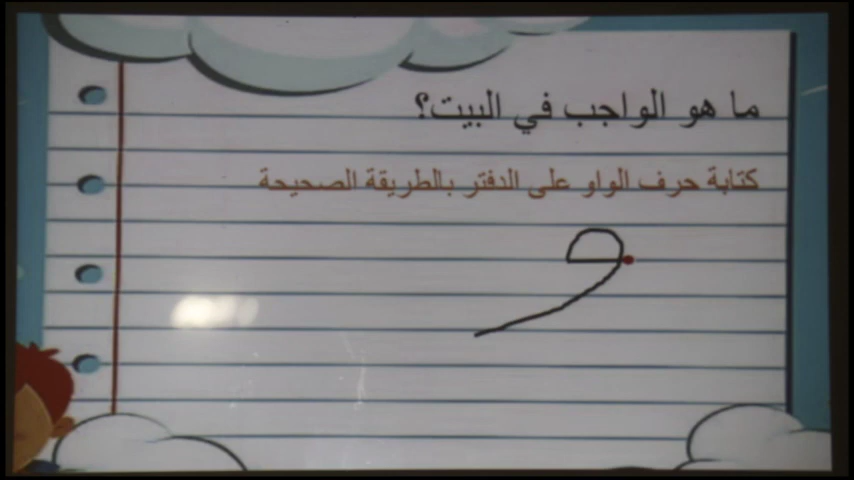 ما هو الواجب في البيت؟
كتابة حرف الواو على الدفتر بالطريقة الصحيحة
و